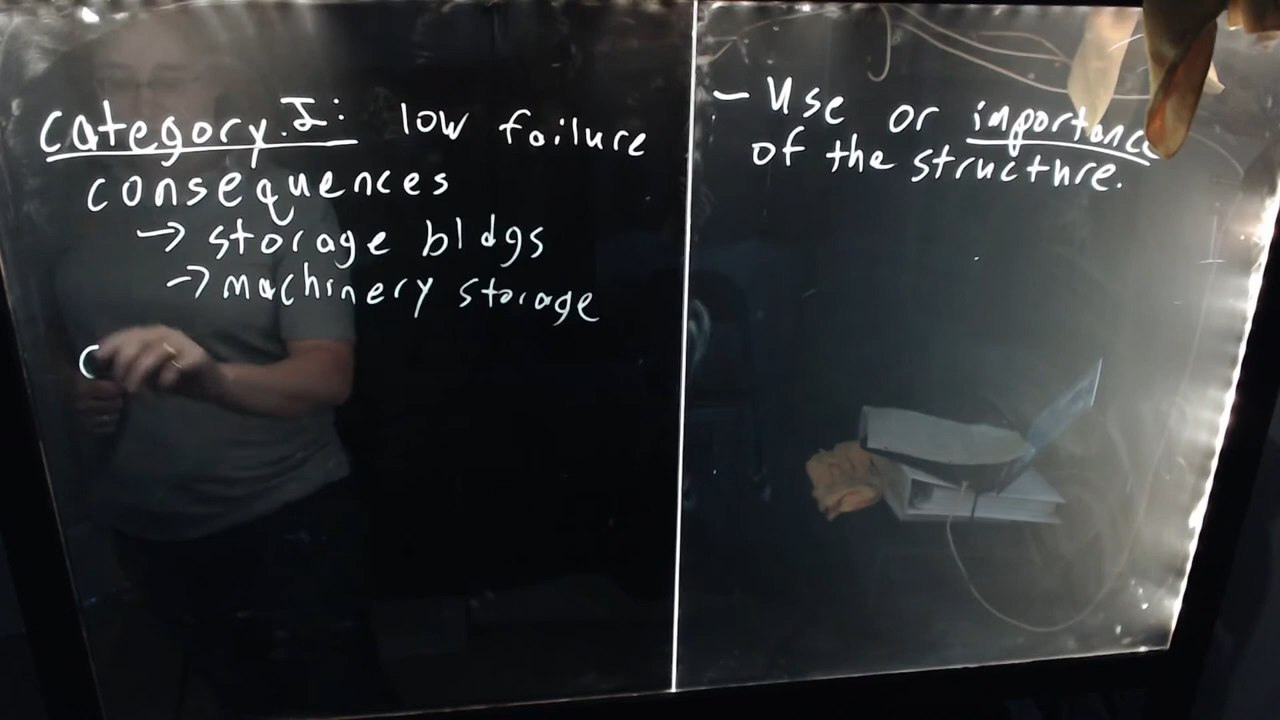 Category I: low failure
consequences
→ storage bldgs
→ machinery storage
C
- Use or importance
of the structure.